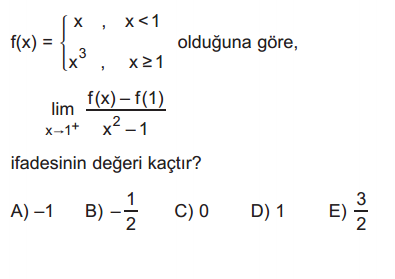 f(x) = { x , x < 1
x³ , x ≥ 1 olduğuna göre,
lim x→1⁺ (f(x) – f(1)) / (x² – 1)
ifadesinin değeri kaçtır?
A) –1 B) –1/2 C) 0 D) 1 E) 3/2